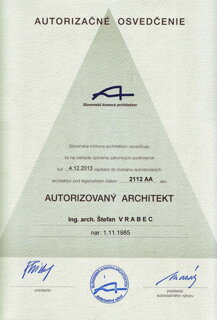 AUTORIZAČNÉ OSVEDČENIE
Slovenská komora architektov
Slovenská komora architektov osvedčuje,
že na základe splnenia zákonných podmienok
bol 4.12.2013 zapísaný do zoznamu autorizovaných
architektov pod registračným číslom 2112 AA ako
AUTORIZOVANÝ ARCHITEKT
Ing. arch. Štefan VRABEC
nar. 1.11.1985
predseda
predseda
autorizačného výboru